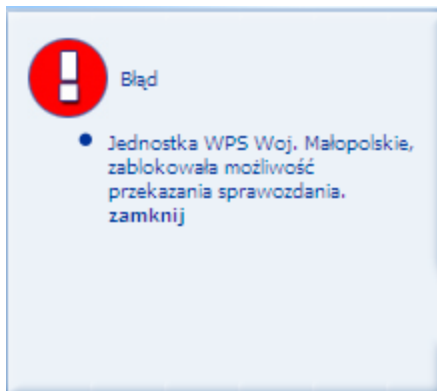 Błąd
Jednostka WPS Woj. Małopolskie,
zablokowała możliwość
przekazania sprawozdania.
zamknij